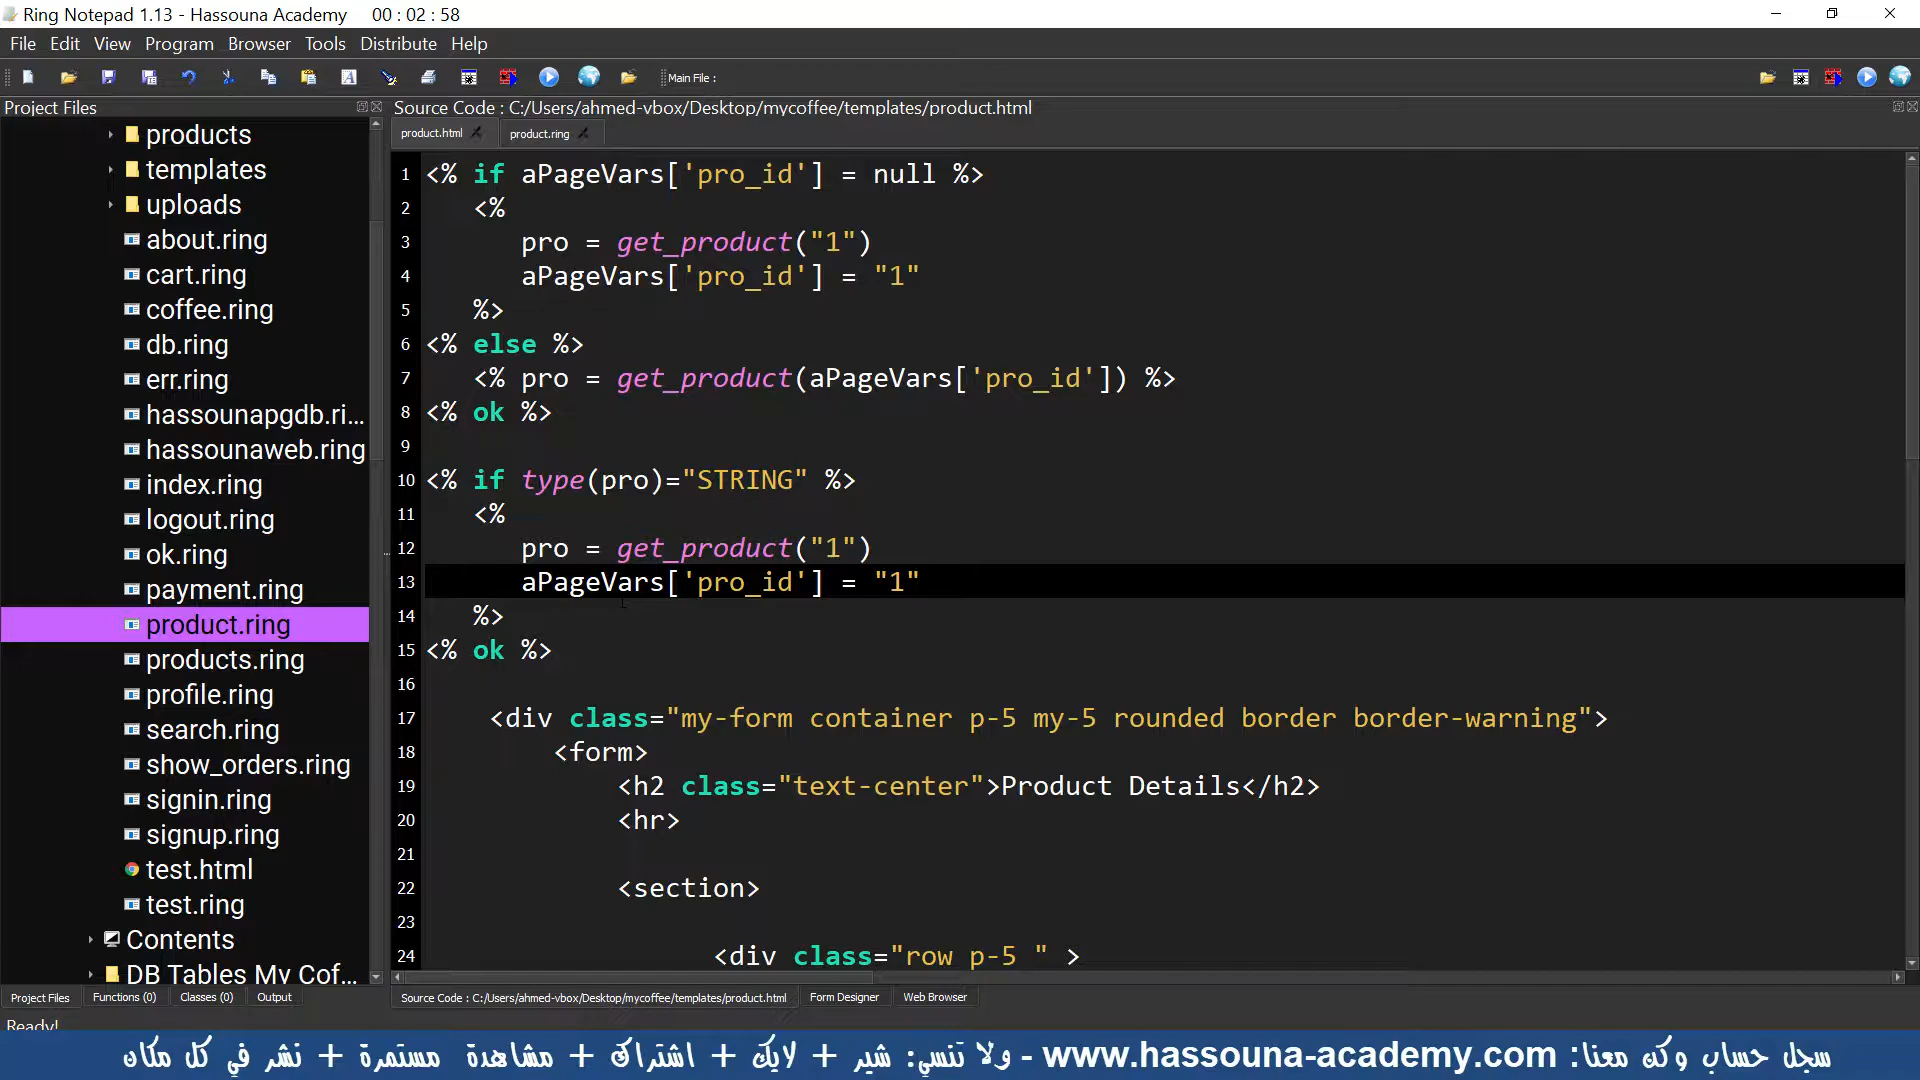 Ring Notepad 1.13 - Hassouna Academy 00 : 02 : 58
File Edit View Program Browser Tools Distribute Help
Main File :
Project Files
Source Code : C:/Users/ahmed-vbox/Desktop/mycoffee/templates/product.html
product.html product.ring
products
templates
uploads
about.ring
cart.ring
coffee.ring
db.ring
err.ring
hassounapgdb.ri...
hassounaweb.ring
index.ring
logout.ring
ok.ring
payment.ring
product.ring
products.ring
profile.ring
search.ring
show_orders.ring
signin.ring
signup.ring
test.html
test.ring
Contents
DB Tables My Cof...
1 <% if aPageVars['pro_id'] = null %>
2 <%
3 pro = get_product("1")
4 aPageVars['pro_id'] = "1"
5 %>
6 <% else %>
7 <% pro = get_product(aPageVars['pro_id']) %>
8 <% ok %>
9
10 <% if type(pro)="STRING" %>
11 <%
12 pro = get_product("1")
13 aPageVars['pro_id'] = "1"
14 %>
15 <% ok %>
16
17 <div class="my-form container p-5 my-5 rounded border border-warning">
18 <form>
19 <h2 class="text-center">Product Details</h2>
20 <hr>
21
22 <section>
23
24 <div class="row p-5 " >
Project Files Functions (0) Classes (0) Output
Source Code : C:/Users/ahmed-vbox/Desktop/mycoffee/templates/product.html Form Designer Web Browser
Ready!
سجل حساب وكن معنا: www.hassouna-academy.com - ولا تنسي: شير + لايك + اشتراك + مشاهدة مستمرة + نشر في كل مكان